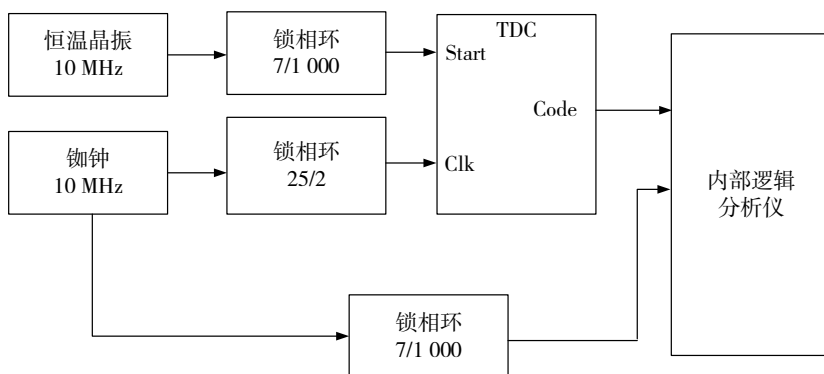 恒温晶振
10 MHz
锁相环
7/1 000
TDC
Start
Code
Clk
铷钟
10 MHz
锁相环
25/2
内部逻辑
分析仪
锁相环
7/1 000